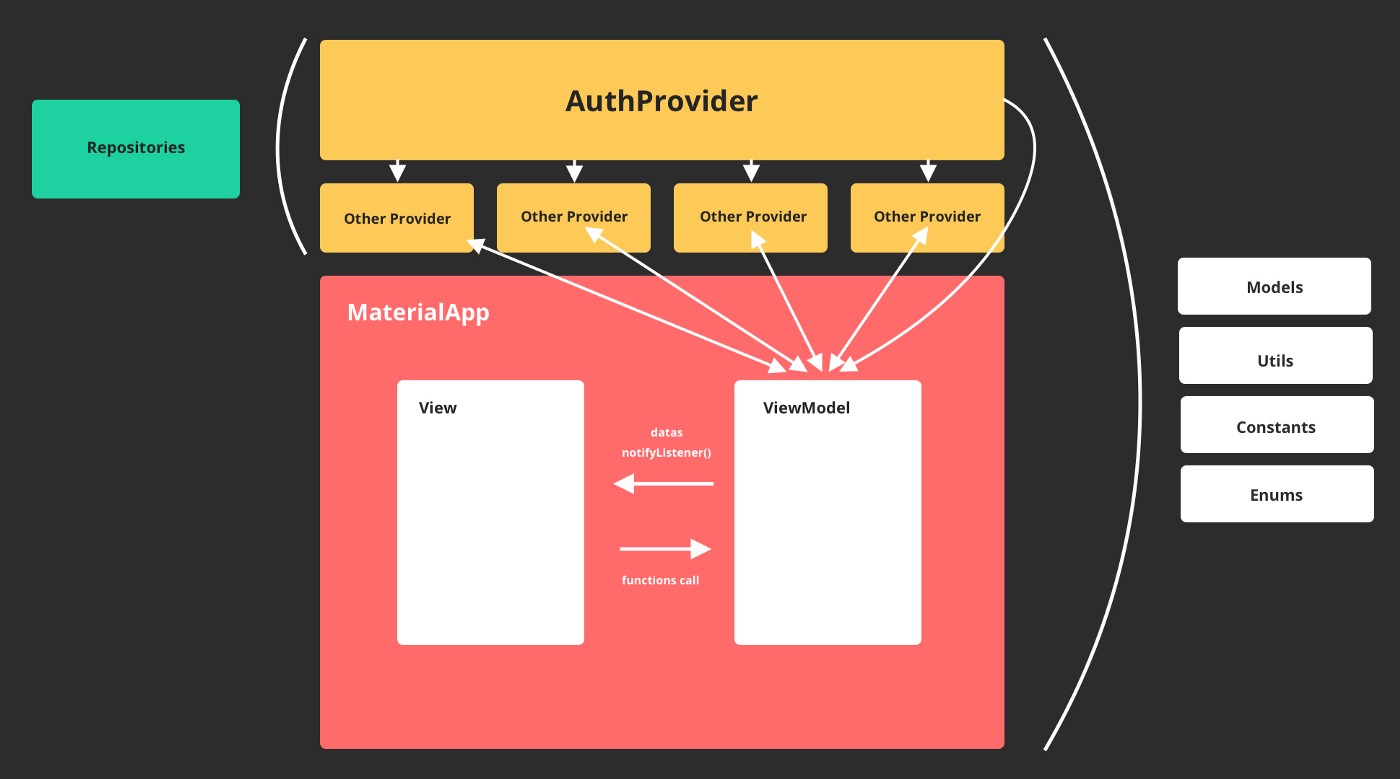 AuthProvider
Repositories
Other Provider
Other Provider
Other Provider
Other Provider
MaterialApp
View
ViewModel
datas
notifyListener()
functions call
Models
Utils
Constants
Enums